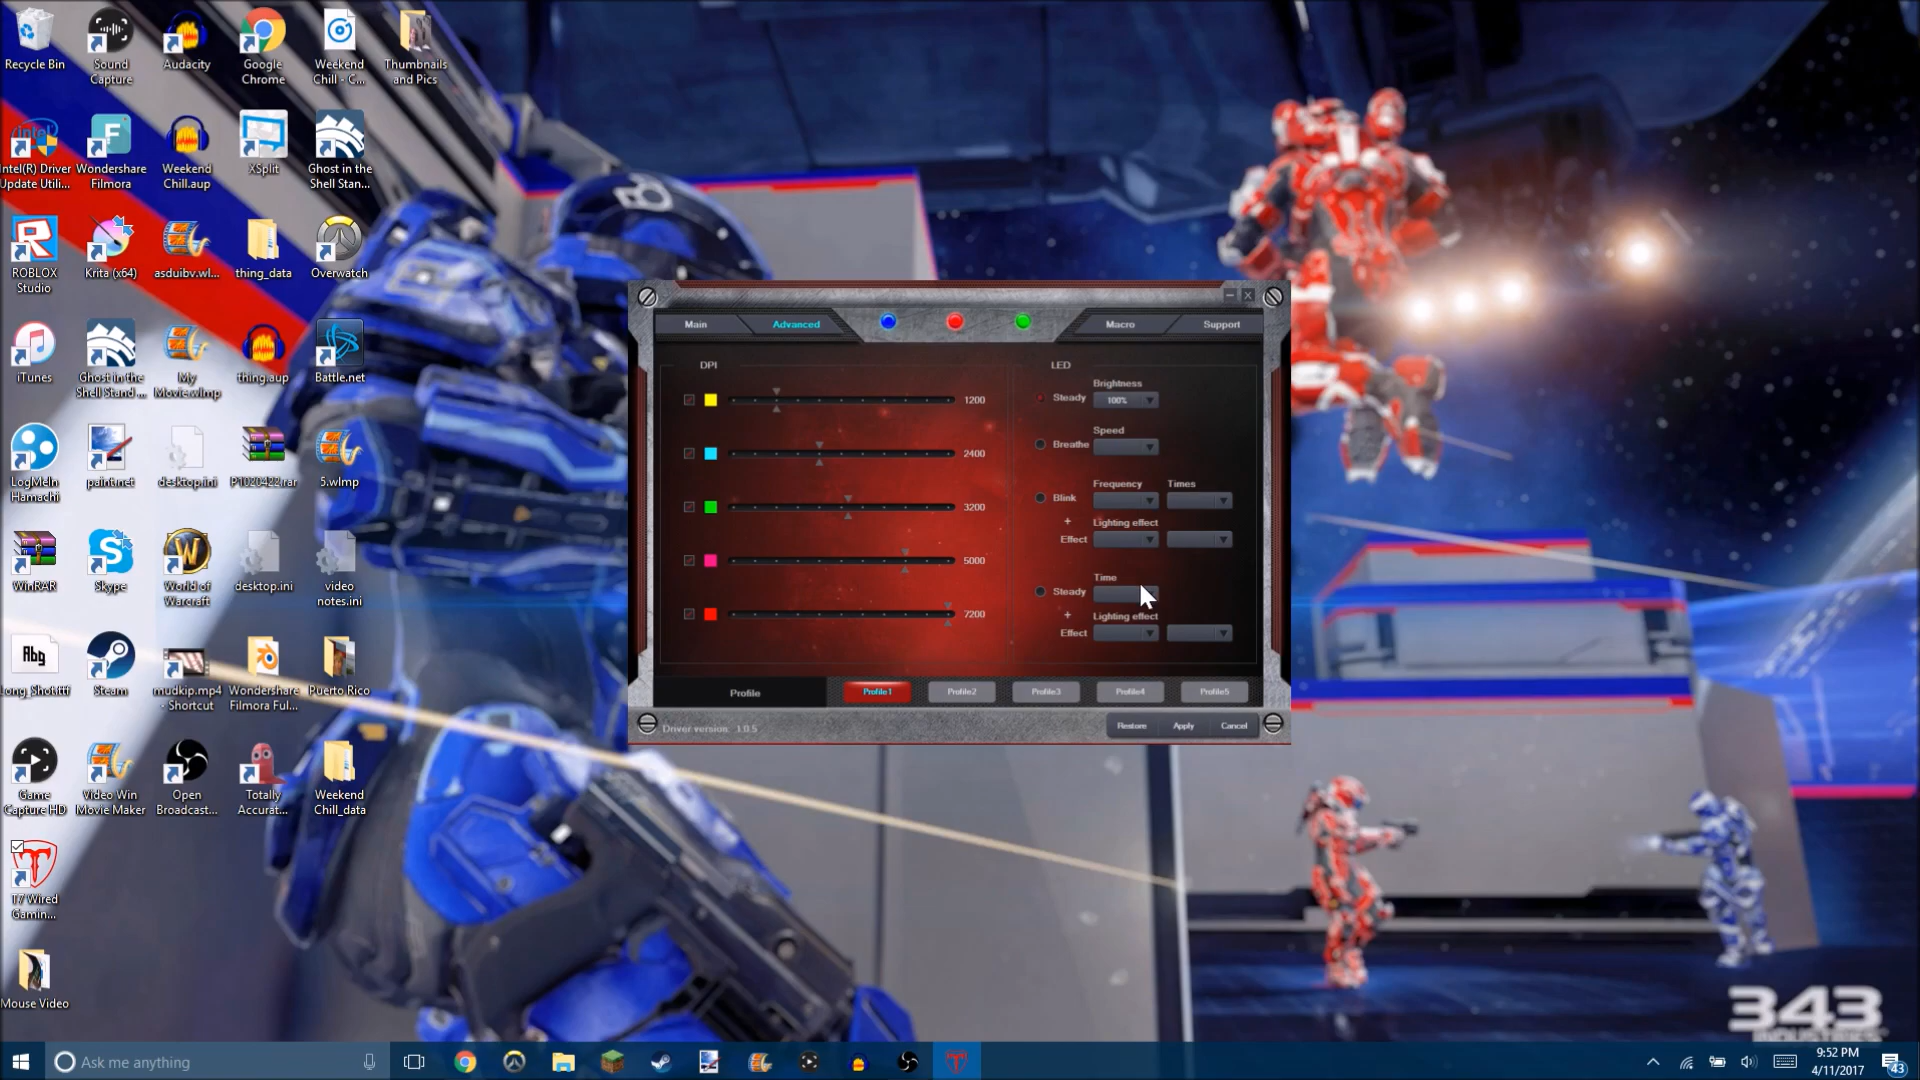 Recycle Bin
Sound
Capture
Audacity
Google
Chrome
Weekend
Chill - C...
Thumbnails
and Pics
Intel(R) Driver
Update Utili...
Wondershare
Filmora
Weekend
Chill.aup
XSplit
Ghost in the
Shell Stan...
ROBLOX
Studio
Krita (x64)
asduibv.wl...
thing_data
Overwatch
iTunes
Ghost in the
Shell Stand ...
My
Movie.wlmp
thing.aup
Battle.net
LogMeIn
Hamachi
paint.net
desktop.ini
P1020422.rar
5.wlmp
WinRAR
Skype
World of
Warcraft
desktop.ini
video
notes.ini
Abg
Long_Shot.ttf
Steam
mudkip.mp4
- Shortcut
Wondershare
Filmora Ful...
Puerto Rico
Game
Capture HD
Video Win
Movie Maker
Open
Broadcast...
Totally
Accurat...
Weekend
Chill_data
T7 Wired
Gamin...
Mouse Video
Main
Advanced
Macro
Support
DPI
1200
2400
3200
5000
7200
LED
Brightness
Steady
100%
Speed
Breathe
Frequency
Times
Blink
+
Lighting effect
Effect
Time
Steady
+
Lighting effect
Effect
Profile
Profile1
Profile2
Profile3
Profile4
Profile5
Driver version: 1.0.5
Restore
Apply
Cancel
343
INDUSTRIES
Ask me anything
9:52 PM
4/11/2017
43